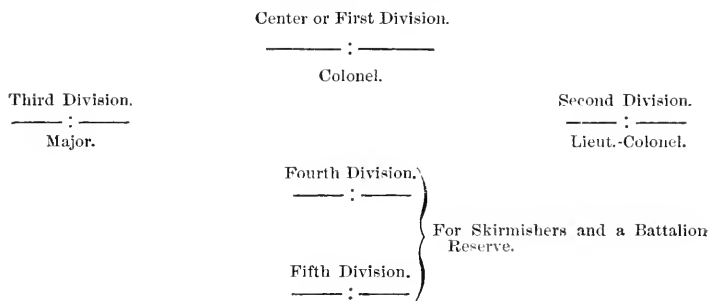 Center or First Division.
Colonel.
Third Division.
Major.
Second Division.
Lieut.-Colonel.
Fourth Division.
Fifth Division.
For Skirmishers and a Battalion
Reserve.